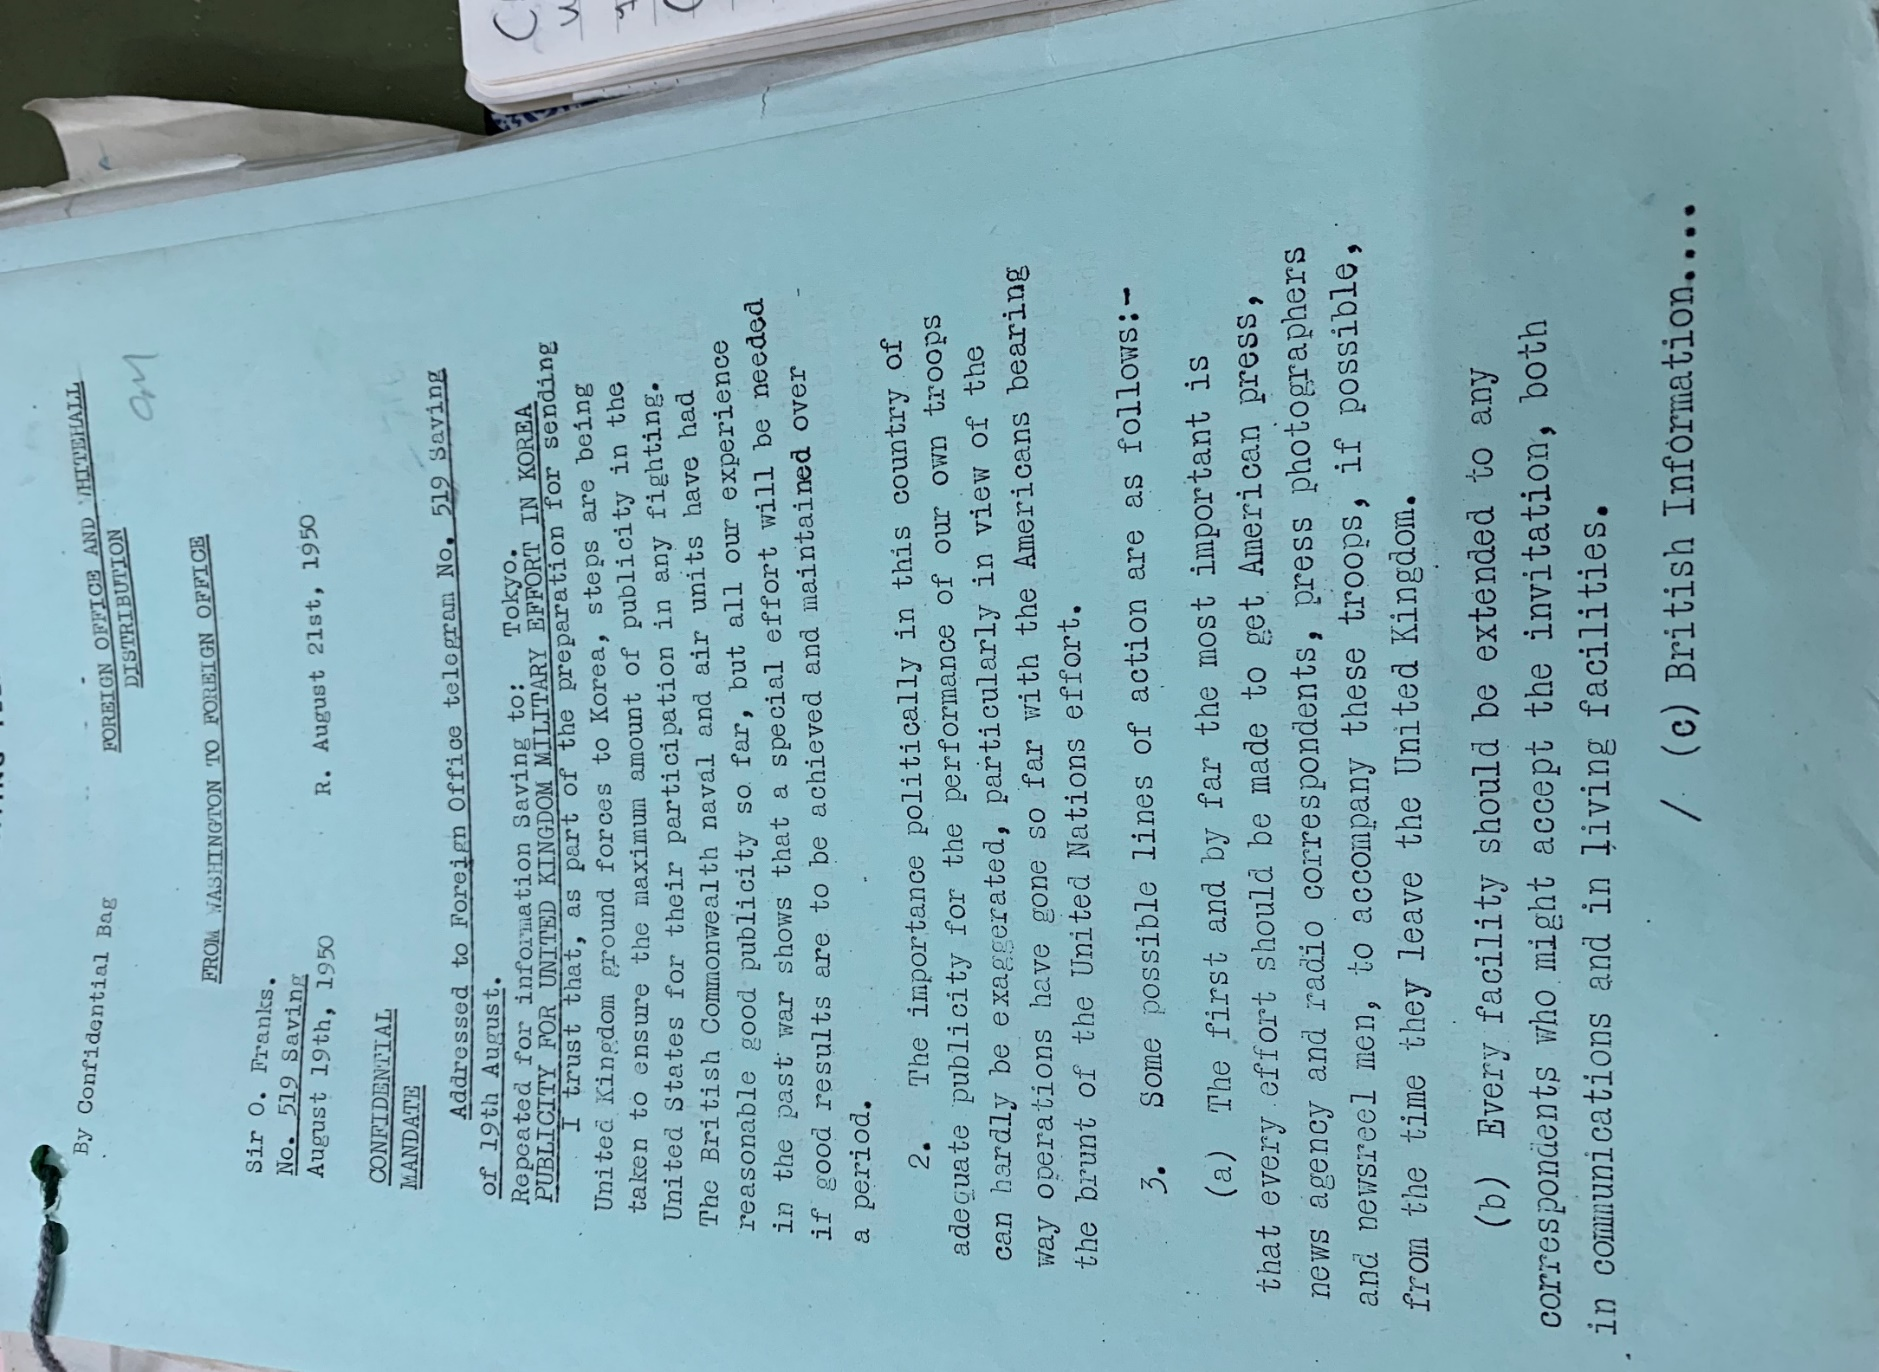 By Confidential Bag
FOREIGN OFFICE AND WHITEHALL
DISTRIBUTION
FROM WASHINGTON TO FOREIGN OFFICE
Sir O. Franks.
No. 519 Saving
August 19th, 1950
R. August 21st, 1950
CONFIDENTIAL
MANDATE
Addressed to Foreign Office telegram No. 519 Saving
of 19th August.
Repeated for information Saving to: Tokyo.
PUBLICITY FOR UNITED KINGDOM MILITARY EFFORT IN KOREA
I trust that, as part of the preparation for sending
United Kingdom ground forces to Korea, steps are being
taken to ensure the maximum amount of publicity in the
United States for their participation in any fighting.
The British Commonwealth naval and air units have had
reasonable good publicity so far, but all our experience
in the past war shows that a special effort will be needed
if good results are to be achieved and maintained over
a period.
2. The importance politically in this country of
adequate publicity for the performance of our own troops
can hardly be exaggerated, particularly in view of the
way operations have gone so far with the Americans bearing
the brunt of the United Nations effort.
3. Some possible lines of action are as follows:-
(a) The first and by far the most important is
that every effort should be made to get American press,
news agency and radio correspondents, press photographers
and newsreel men, to accompany these troops, if possible,
from the time they leave the United Kingdom.
(b) Every facility should be extended to any
correspondents who might accept the invitation, both
in communications and in living facilities.
/ (c) British Information....